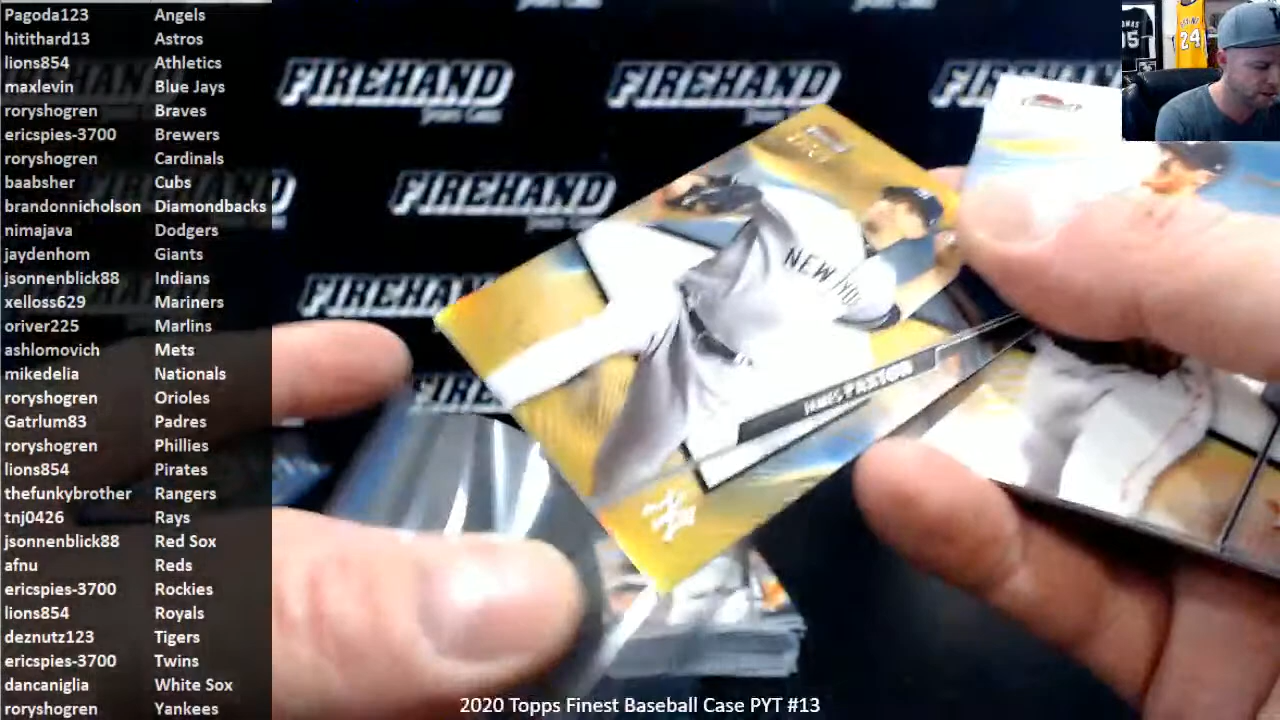 Pagoda123 Angels
hitithard13 Astros
lions854 Athletics
maxlevin Blue Jays
roryshogren Braves
ericspies-3700 Brewers
roryshogren Cardinals
baabsher Cubs
brandonnicholson Diamondbacks
nimajava Dodgers
jaydenhom Giants
jsonnenblick88 Indians
xelloss629 Mariners
oriver225 Marlins
ashlomovich Mets
mikedelia Nationals
roryshogren Orioles
Gatrlum83 Padres
roryshogren Phillies
lions854 Pirates
thefunkybrother Rangers
tnj0426 Rays
jsonnenblick88 Red Sox
afnu Reds
ericspies-3700 Rockies
lions854 Royals
deznutz123 Tigers
ericspies-3700 Twins
dancaniglia White Sox
roryshogren Yankees
FIREHAND
FIREHAND
FIREHAND
FIREHAND
FIREHAND
NEW YO
JAMES PAXTON
24
2020 Topps Finest Baseball Case PYT #13